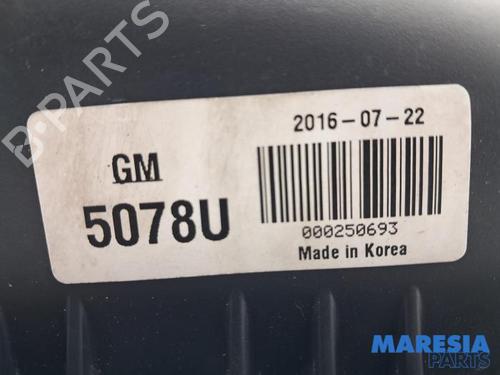 2016-07-22
GM
5078U
000250693
Made in Korea
B-PARTS
MARESIA
PARTS